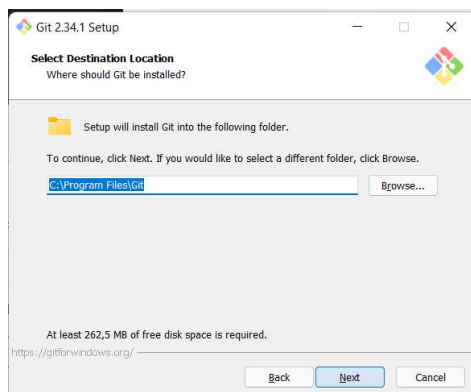 Git 2.34.1 Setup
Select Destination Location
Where should Git be installed?
Setup will install Git into the following folder.
To continue, click Next. If you would like to select a different folder, click Browse.
C:\Program Files\Git
Browse...
At least 262,5 MB of free disk space is required.
https://gitforwindows.org/
Back
Next
Cancel